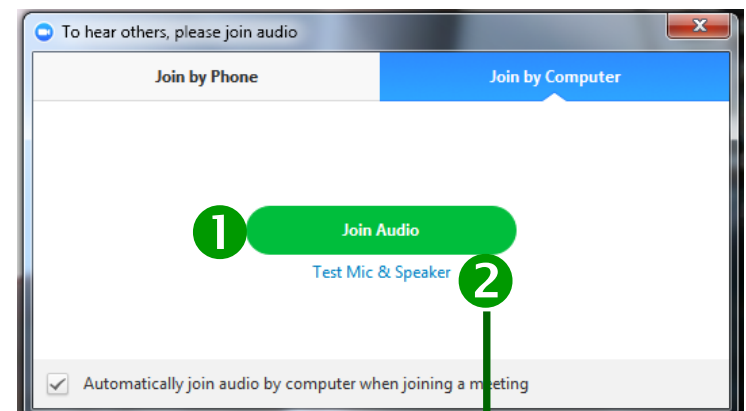 To hear others, please join audio
x
Join by Phone
Join by Computer
1
Join Audio
Test Mic & Speaker
2
Automatically join audio by computer when joining a meeting